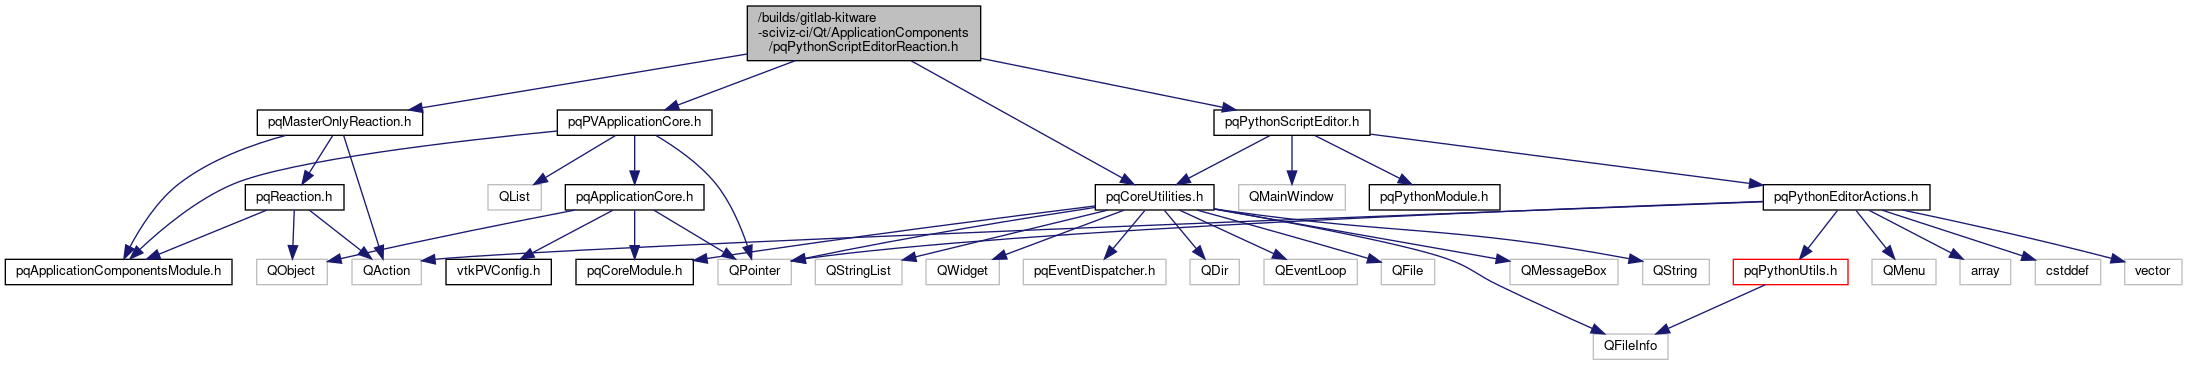 /builds/gitlab-kitware
-sciviz-ci/Qt/ApplicationComponents
/pqPythonScriptEditorReaction.h
pqMasterOnlyReaction.h
pqPVApplicationCore.h
pqPythonScriptEditor.h
pqReaction.h
QList
pqApplicationCore.h
pqCoreUtilities.h
QMainWindow
pqPythonModule.h
pqPythonEditorActions.h
pqApplicationComponentsModule.h
QObject
QAction
vtkPVConfig.h
pqCoreModule.h
QPointer
QStringList
QWidget
pqEventDispatcher.h
QDir
QEventLoop
QFile
QMessageBox
QString
pqPythonUtils.h
QMenu
array
cstddef
vector
QFileInfo